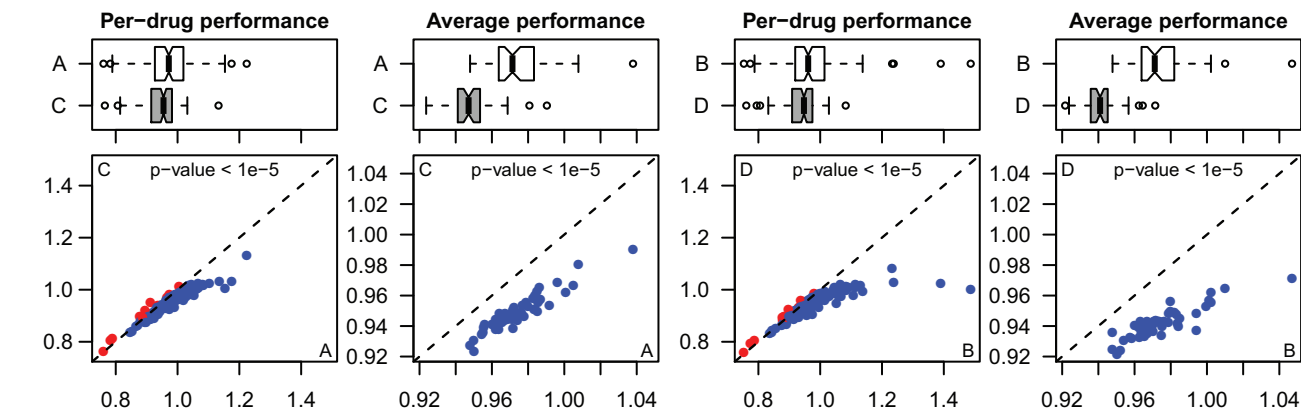 Per−drug performance
Average performance
Per−drug performance
Average performance
A
C
A
C
B
D
B
D
C p−value < 1e−5
A
1.4
1.2
1.0
0.8
0.8 1.0 1.2 1.4
C p−value < 1e−5
A
1.04
1.02
1.00
0.98
0.96
0.94
0.92
0.92 0.96 1.00 1.04
D p−value < 1e−5
B
1.4
1.2
1.0
0.8
0.8 1.0 1.2 1.4
D p−value < 1e−5
B
1.04
1.02
1.00
0.98
0.96
0.94
0.92
0.92 0.96 1.00 1.04